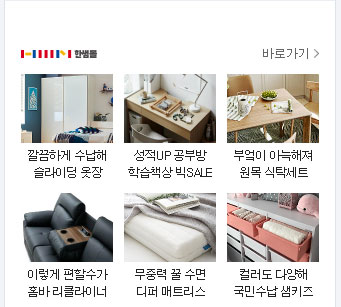 한샘몰
바로가기 >
깔끔하게 수납해
슬라이딩 옷장
성적UP 공부방
학습책상 빅SALE
부엌이 아늑해져
원목 식탁세트
이렇게 편할수가
홈바 리클라이너
무중력 꿀 수면
디퍼 매트리스
컬러도 다양해
국민수납 샘키즈